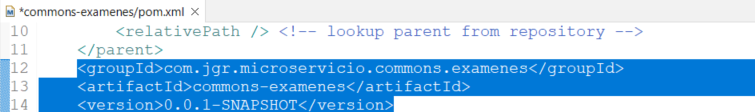 *commons-examenes/pom.xml
10 <relativePath /> <!-- lookup parent from repository -->
11 </parent>
12 <groupId>com.jgr.microservicio.commons.examenes</groupId>
13 <artifactId>commons-examenes</artifactId>
14 <version>0.0.1-SNAPSHOT</version>